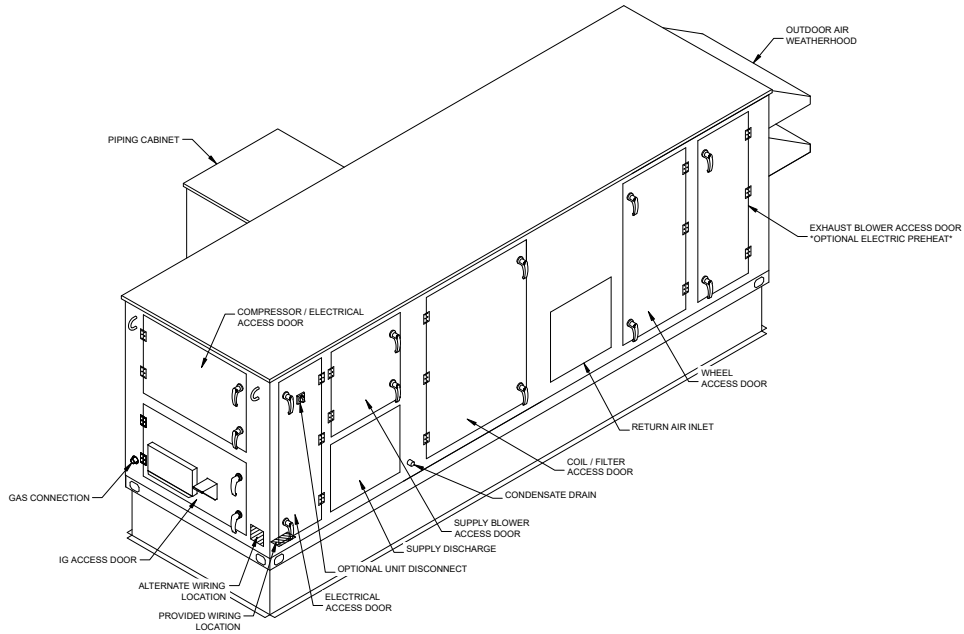 OUTDOOR AIR
WEATHERHOOD
PIPING CABINET
EXHAUST BLOWER ACCESS DOOR
*OPTIONAL ELECTRIC PREHEAT*
COMPRESSOR / ELECTRICAL
ACCESS DOOR
WHEEL
ACCESS DOOR
RETURN AIR INLET
COIL / FILTER
ACCESS DOOR
CONDENSATE DRAIN
GAS CONNECTION
SUPPLY BLOWER
ACCESS DOOR
SUPPLY DISCHARGE
IG ACCESS DOOR
OPTIONAL UNIT DISCONNECT
ALTERNATE WIRING
LOCATION
ELECTRICAL
ACCESS DOOR
PROVIDED WIRING
LOCATION